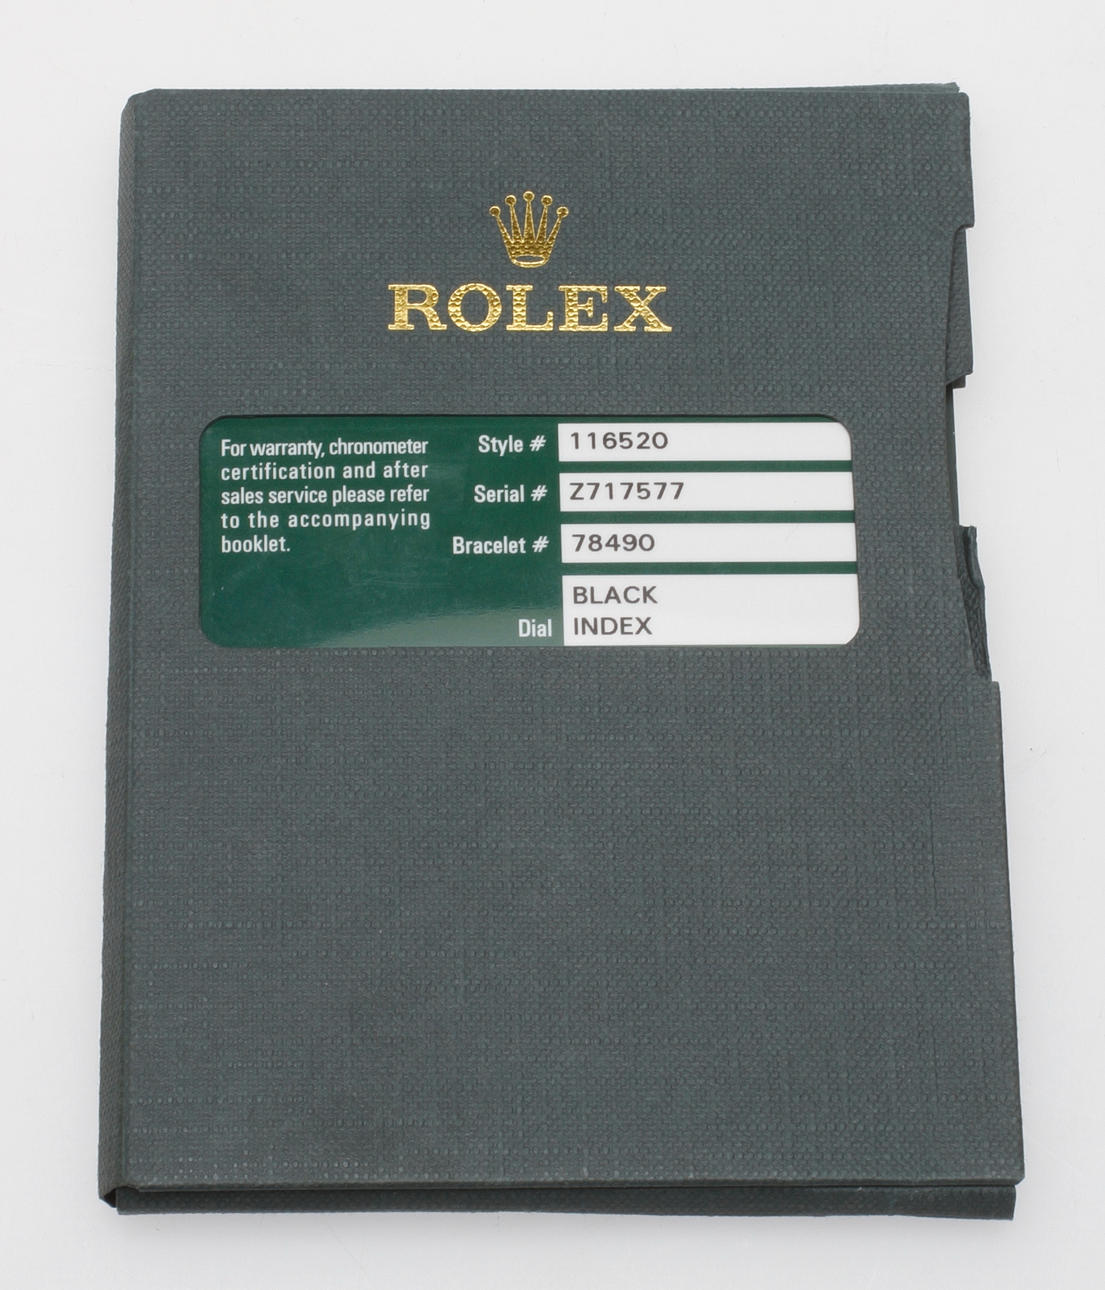 ROLEX
For warranty, chronometer
certification and after
sales service please refer
to the accompanying
booklet.
Style # 116520
Serial # Z717577
Bracelet # 78490
BLACK
Dial INDEX